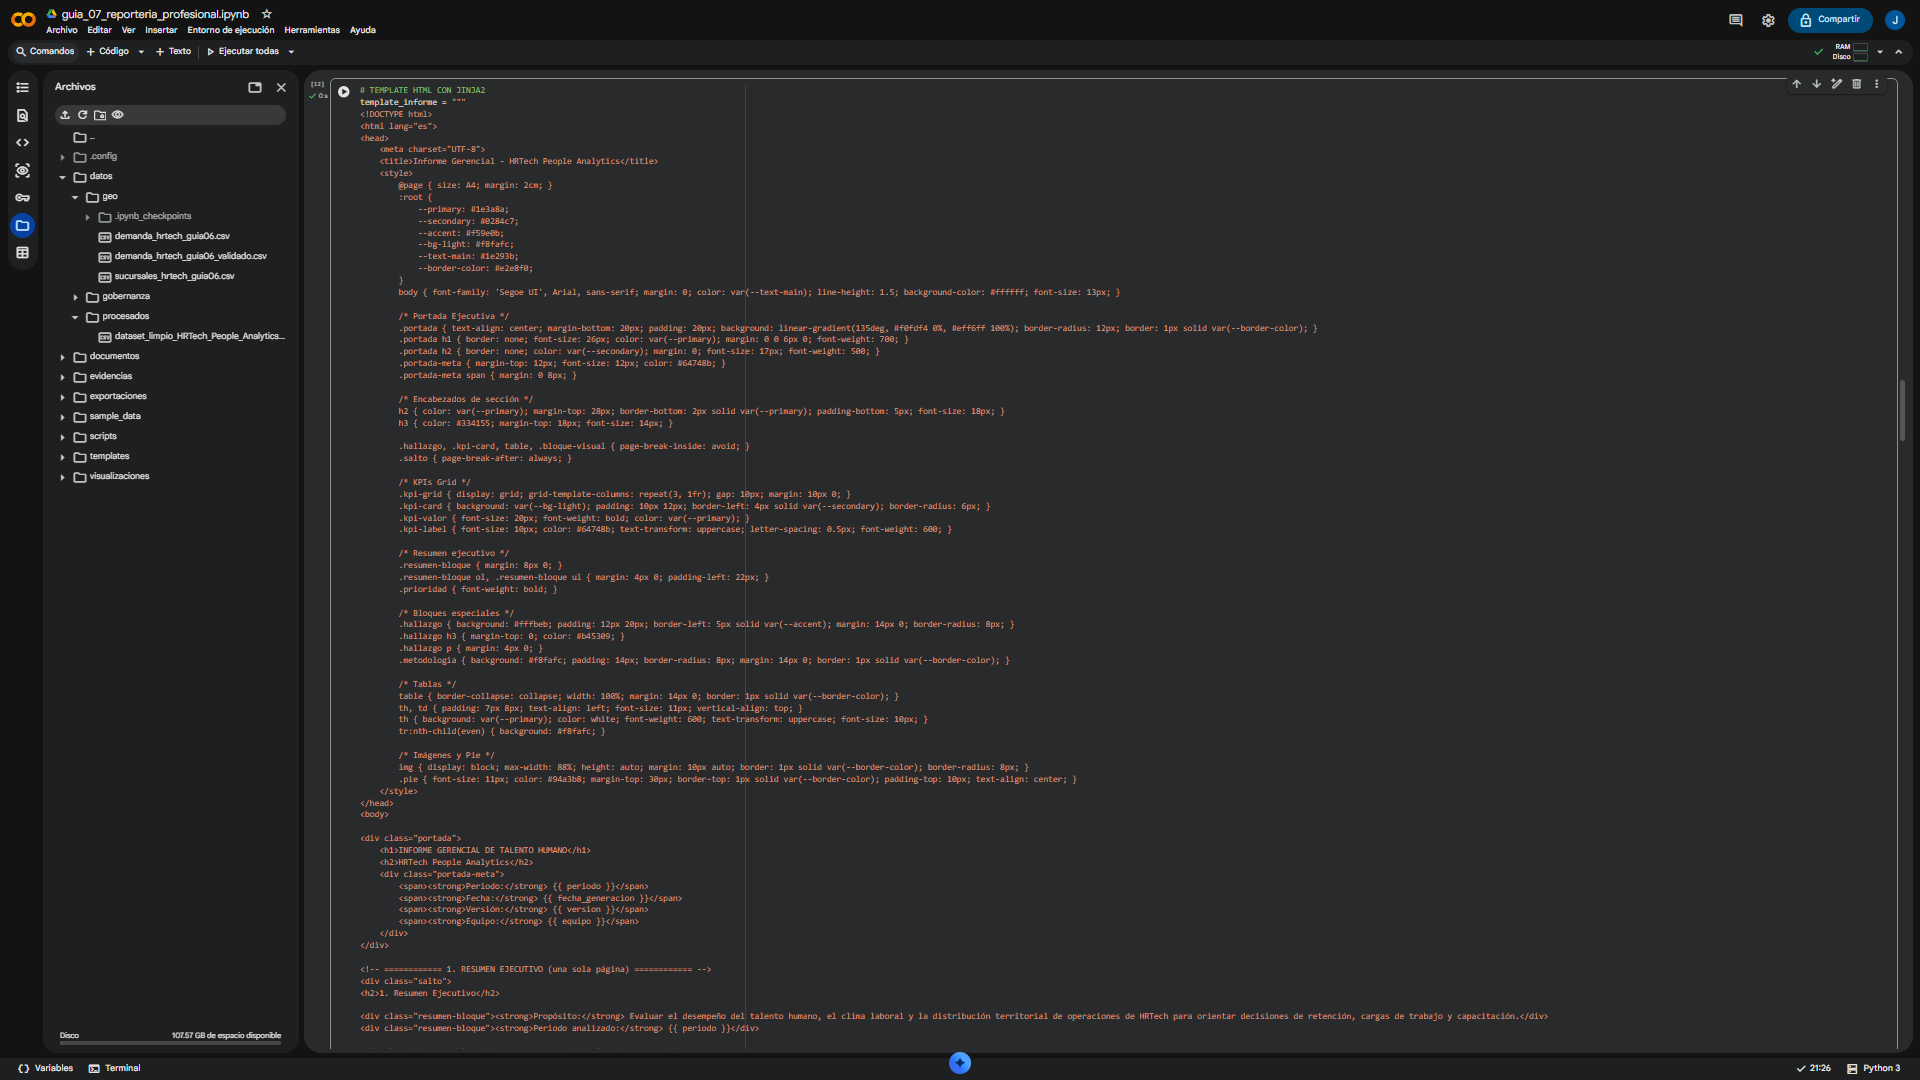 guia_07_reporteria_profesional.ipynb
Archivo Editar Ver Insertar Entorno de ejecución Herramientas Ayuda
Compartir
J
Comandos + Código + Texto Ejecutar todas
RAM
Disco
Archivos
..
.config
datos
geo
.ipynb_checkpoints
demanda_hrtech_guia06.csv
demanda_hrtech_guia06_validado.csv
sucursales_hrtech_guia06.csv
gobernanza
procesados
dataset_limpio_HRTech_People_Analytics...
documentos
evidencias
exportaciones
sample_data
scripts
templates
visualizaciones
Disco 107.57 GB de espacio disponible
[12]
0 s
# TEMPLATE HTML CON JINJA2
template_informe = """
<!DOCTYPE html>
<html lang="es">
<head>
<meta charset="UTF-8">
<title>Informe Gerencial - HRTech People Analytics</title>
<style>
@page { size: A4; margin: 2cm; }
:root {
--primary: #1e3a8a;
--secondary: #0284c7;
--accent: #f59e0b;
--bg-light: #f8fafc;
--text-main: #1e293b;
--border-color: #e2e8f0;
}
body { font-family: 'Segoe UI', Arial, sans-serif; margin: 0; color: var(--text-main); line-height: 1.5; background-color: #ffffff; font-size: 13px; }
/* Portada Ejecutiva */
.portada { text-align: center; margin-bottom: 20px; padding: 20px; background: linear-gradient(135deg, #f0fdf4 0%, #eff6ff 100%); border-radius: 12px; border: 1px solid var(--border-color); }
.portada h1 { border: none; font-size: 26px; color: var(--primary); margin: 0 0 6px 0; font-weight: 700; }
.portada h2 { border: none; color: var(--secondary); margin: 0; font-size: 17px; font-weight: 500; }
.portada-meta { margin-top: 12px; font-size: 12px; color: #64748b; }
.portada-meta span { margin: 0 8px; }
/* Encabezados de sección */
h2 { color: var(--primary); margin-top: 28px; border-bottom: 2px solid var(--primary); padding-bottom: 5px; font-size: 18px; }
h3 { color: #334155; margin-top: 18px; font-size: 14px; }
.hallazgo, .kpi-card, table, .bloque-visual { page-break-inside: avoid; }
.salto { page-break-after: always; }
/* KPIs Grid */
.kpi-grid { display: grid; grid-template-columns: repeat(3, 1fr); gap: 10px; margin: 10px 0; }
.kpi-card { background: var(--bg-light); padding: 10px 12px; border-left: 4px solid var(--secondary); border-radius: 6px; }
.kpi-valor { font-size: 20px; font-weight: bold; color: var(--primary); }
.kpi-label { font-size: 10px; color: #64748b; text-transform: uppercase; letter-spacing: 0.5px; font-weight: 600; }
/* Resumen ejecutivo */
.resumen-bloque { margin: 8px 0; }
.resumen-bloque ol, .resumen-bloque ul { margin: 4px 0; padding-left: 22px; }
.prioridad { font-weight: bold; }
/* Bloques especiales */
.hallazgo { background: #fffbeb; padding: 12px 20px; border-left: 5px solid var(--accent); margin: 14px 0; border-radius: 8px; }
.hallazgo h3 { margin-top: 0; color: #b45309; }
.hallazgo p { margin: 4px 0; }
.metodologia { background: #f8fafc; padding: 14px; border-radius: 8px; margin: 14px 0; border: 1px solid var(--border-color); }
/* Tablas */
table { border-collapse: collapse; width: 100%; margin: 14px 0; border: 1px solid var(--border-color); }
th, td { padding: 7px 8px; text-align: left; font-size: 11px; vertical-align: top; }
th { background: var(--primary); color: white; font-weight: 600; text-transform: uppercase; font-size: 10px; }
tr:nth-child(even) { background: #f8fafc; }
/* Imágenes y Pie */
img { display: block; max-width: 88%; height: auto; margin: 10px auto; border: 1px solid var(--border-color); border-radius: 8px; }
.pie { font-size: 11px; color: #94a3b8; margin-top: 30px; border-top: 1px solid var(--border-color); padding-top: 10px; text-align: center; }
</style>
</head>
<body>
<div class="portada">
<h1>INFORME GERENCIAL DE TALENTO HUMANO</h1>
<h2>HRTech People Analytics</h2>
<div class="portada-meta">
<span><strong>Periodo:</strong> {{ periodo }}</span>
<span><strong>Fecha:</strong> {{ fecha_generacion }}</span>
<span><strong>Versión:</strong> {{ version }}</span>
<span><strong>Equipo:</strong> {{ equipo }}</span>
</div>
</div>
<!-- ============ 1. RESUMEN EJECUTIVO (una sola página) ============ -->
<div class="salto">
<h2>1. Resumen Ejecutivo</h2>
<div class="resumen-bloque"><strong>Propósito:</strong> Evaluar el desempeño del talento humano, el clima laboral y la distribución territorial de operaciones de HRTech para orientar decisiones de retención, cargas de trabajo y capacitación.</div>
<div class="resumen-bloque"><strong>Periodo analizado:</strong> {{ periodo }}</div>
Variables Terminal
21:26 Python 3